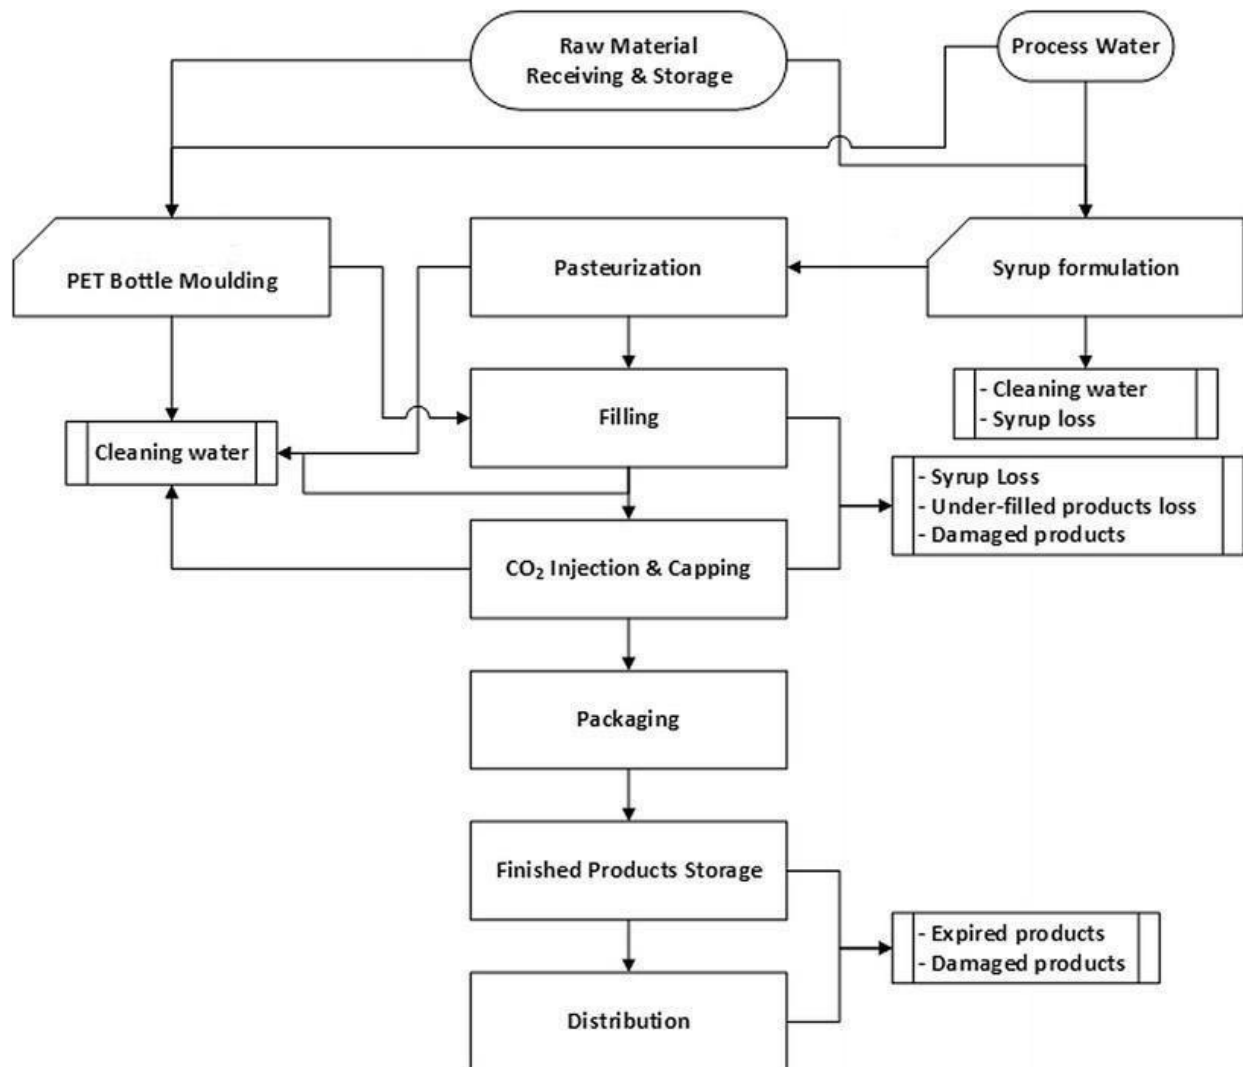 Raw Material
Receiving & Storage
Process Water
PET Bottle Moulding
Pasteurization
Syrup formulation
- Cleaning water
- Syrup loss
Filling
Cleaning water
- Syrup Loss
- Under-filled products loss
- Damaged products
CO₂ Injection & Capping
Packaging
Finished Products Storage
- Expired products
- Damaged products
Distribution